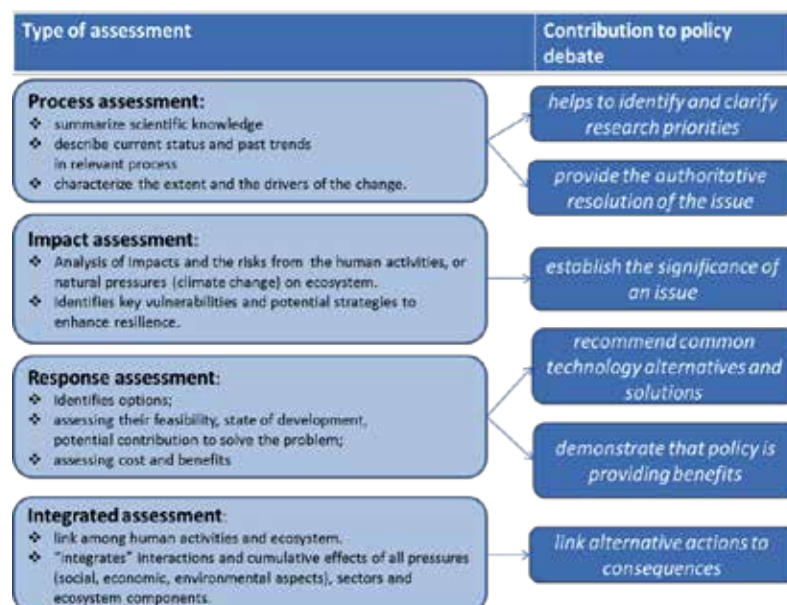 Type of assessment
Contribution to policy
debate
Process assessment:
❖ summarize scientific knowledge
❖ describe current status and past trends
in relevant process
❖ characterize the extent and the drivers of the change.
helps to identify and clarify
research priorities
provide the authoritative
resolution of the issue
Impact assessment:
❖ Analysis of impacts and the risks from the human activities, or
natural pressures (climate change) on ecosystem.
❖ Identifies key vulnerabilities and potential strategies to
enhance resilience.
establish the significance of
an issue
Response assessment:
❖ Identifies options;
❖ assessing their feasibility, state of development,
potential contribution to solve the problem;
❖ assessing cost and benefits
recommend common
technology alternatives and
solutions
demonstrate that policy is
providing benefits
Integrated assessment:
❖ link among human activities and ecosystem.
❖ "integrates" interactions and cumulative effects of all pressures
(social, economic, environmental aspects), sectors and
ecosystem components.
link alternative actions to
consequences